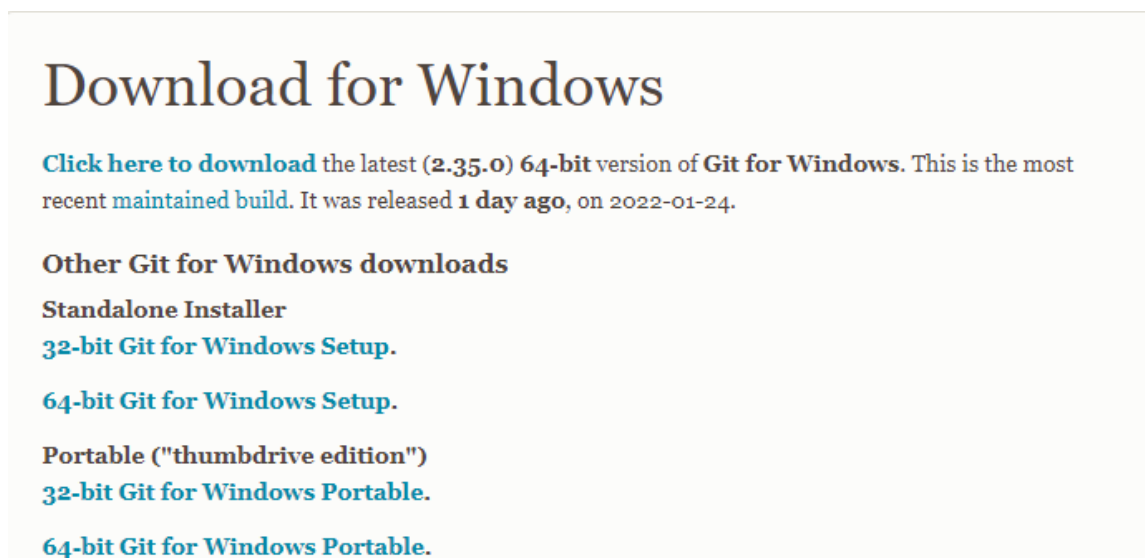 Download for Windows
Click here to download the latest (2.35.0) 64-bit version of Git for Windows. This is the most
recent maintained build. It was released 1 day ago, on 2022-01-24.
Other Git for Windows downloads
Standalone Installer
32-bit Git for Windows Setup.
64-bit Git for Windows Setup.
Portable ("thumbdrive edition")
32-bit Git for Windows Portable.
64-bit Git for Windows Portable.